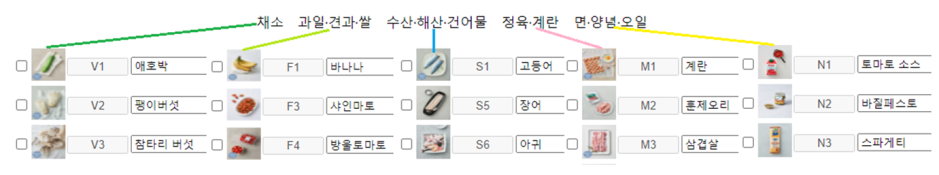 채소 과일·견과·쌀 수산·해산·건어물 정육·계란 면·양념·오일
V1 애호박 F1 바나나 S1 고등어 M1 계란 N1 토마토 소스
V2 팽이버섯 F3 샤인마토 S5 장어 M2 훈제오리 N2 바질페스토
V3 참타리 버섯 F4 방울토마토 S6 아귀 M3 삼겹살 N3 스파게티